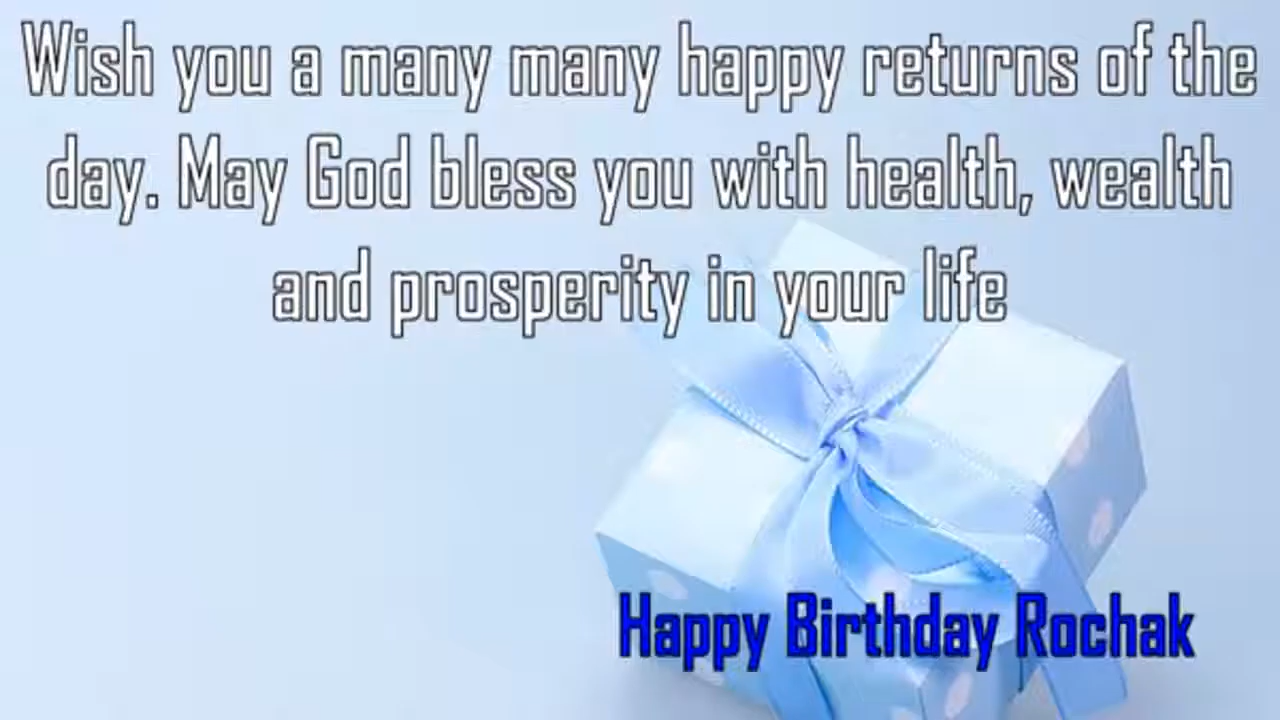 Wish you a many many happy returns of the
day. May God bless you with health, wealth
and prosperity in your life
Happy Birthday Rochak